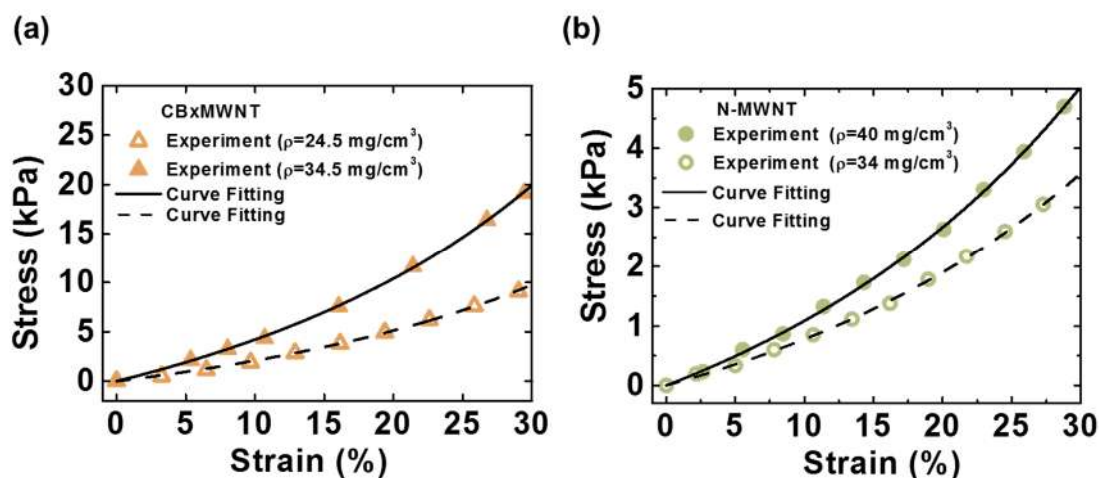 (a)
30
25
20
15
10
5
0
Stress (kPa)
CBxMWNT
Experiment (ρ=24.5 mg/cm³)
Experiment (ρ=34.5 mg/cm³)
Curve Fitting
Curve Fitting
0 5 10 15 20 25 30
Strain (%)
(b)
5
4
3
2
1
0
Stress (kPa)
N-MWNT
Experiment (ρ=40 mg/cm³)
Experiment (ρ=34 mg/cm³)
Curve Fitting
Curve Fitting
0 5 10 15 20 25 30
Strain (%)